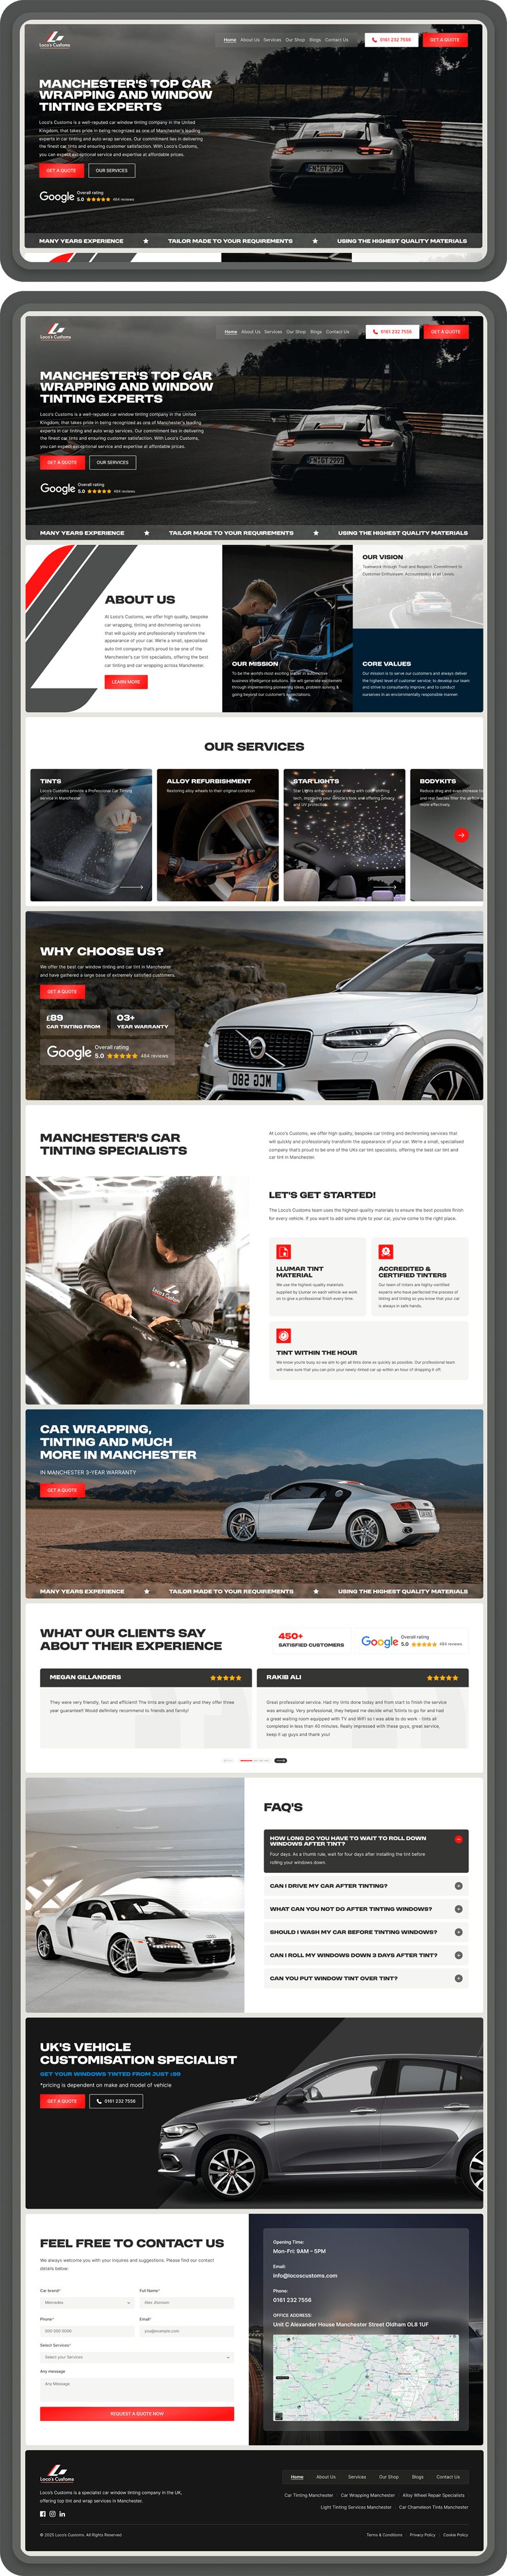 Loco's Customs
Home About Us Services Our Shop Blogs Contact Us
0161 232 7556
GET A QUOTE
MANCHESTER'S TOP CAR
WRAPPING AND WINDOW
TINTING EXPERTS
Loco's Customs is a well-reputed car window tinting company in the United
Kingdom, that takes pride in being recognized as one of Manchester's leading
experts in car tinting and auto wrap services. Our commitment lies in delivering
the finest car tints and ensuring customer satisfaction. With Loco's Customs,
you can expect exceptional service and expertise at affordable prices.
GET A QUOTE
OUR SERVICES
Google
Overall rating
5.0 484 reviews
MANY YEARS EXPERIENCE TAILOR MADE TO YOUR REQUIREMENTS USING THE HIGHEST QUALITY MATERIALS
Loco's Customs
Home About Us Services Our Shop Blogs Contact Us
0161 232 7556
GET A QUOTE
MANCHESTER'S TOP CAR
WRAPPING AND WINDOW
TINTING EXPERTS
Loco's Customs is a well-reputed car window tinting company in the United
Kingdom, that takes pride in being recognized as one of Manchester's leading
experts in car tinting and auto wrap services. Our commitment lies in delivering
the finest car tints and ensuring customer satisfaction. With Loco's Customs,
you can expect exceptional service and expertise at affordable prices.
GET A QUOTE
OUR SERVICES
Google
Overall rating
5.0 484 reviews
MANY YEARS EXPERIENCE TAILOR MADE TO YOUR REQUIREMENTS USING THE HIGHEST QUALITY MATERIALS
ABOUT US
At Loco's Customs, we offer high quality, bespoke
car wrapping, tinting and dechroming services
that will quickly and professionally transform the
appearance of your car. We're a small, specialised
auto tint company that's proud to be one of the
Manchester's car tint specialists, offering the best
car tinting and car wrapping across Manchester.
LEARN MORE
OUR MISSION
To be the world's most exciting leader in automotive
business intelligence solutions. We will generate excitement
through implementing pioneering ideas, problem solving &
going beyond our customer's expectations.
OUR VISION
Teamwork through Trust and Respect. Commitment to
Customer Enthusiasm. Accountability at all Levels.
CORE VALUES
Our mission is to serve our customers and always deliver
the highest level of customer service; to develop our team
and strive to consistently improve; and to conduct
ourselves in an environmentally responsible manner.
OUR SERVICES
TINTS
Loco's Customs provide a Professional Car Tinting
service in Manchester
ALLOY REFURBISHMENT
Restoring alloy wheels to their original condition
STAR LIGHTS
Star Lights enhances your driving with color-shifting
tech, improving your vehicle's look and offering privacy
and UV protection.
BODYKITS
Reduce drag and even increase to
and rear fascias filter the airflow
more effectively.
WHY CHOOSE US?
We offer the best car window tinting and car tint in Manchester
and have gathered a large base of extremely satisfied customers.
GET A QUOTE
£89
CAR TINTING FROM
03+
YEAR WARRANTY
Google
Overall rating
5.0 484 reviews
MANCHESTER'S CAR
TINTING SPECIALISTS
At Loco's Customs, we offer high quality, bespoke car tinting and dechroming services that
will quickly and professionally transform the appearance of your car. We're a small, specialised
company that's proud to be one of the UKs car tint specialists, offering the best car tint and
car tint in Manchester.
LET'S GET STARTED!
The Loco's Customs team uses the highest-quality materials to ensure the best possible finish
for every vehicle. If you want to add some style to your car, you've come to the right place.
LLUMAR TINT
MATERIAL
We use the highest-quality materials
supplied by LLumar on each vehicle we work
on to give a professional finish every time.
ACCREDITED &
CERTIFIED TINTERS
Our team of tinters are highly-certified
experts who have perfected the process of
tinting and tinting so you know that your car
is always in safe hands.
TINT WITHIN THE HOUR
We know you're busy so we aim to get all tints done as quickly as possible. Our professional team
will make sure that you can pick your newly-tinted car up within an hour of dropping it off.
CAR WRAPPING,
TINTING AND MUCH
MORE IN MANCHESTER
IN MANCHESTER 3-YEAR WARRANTY
GET A QUOTE
MANY YEARS EXPERIENCE TAILOR MADE TO YOUR REQUIREMENTS USING THE HIGHEST QUALITY MATERIALS
WHAT OUR CLIENTS SAY
ABOUT THEIR EXPERIENCE
450+
SATISFIED CUSTOMERS
Google
Overall rating
5.0 484 reviews
MEGAN GILLANDERS
They were very friendly, fast and efficient! The tints are great quality and they offer three
year guarantee!! Would definitely recommend to friends and family!
RAKIB ALI
Great professional service. Had my tints done today and from start to finish the service
was amazing. Very professional, they helped me decide what % tints to go for and had
a great waiting room equipped with TV and WiFi so I was able to do work - tints all
completed in less than 40 minutes. Really impressed with these guys, great service,
keep it up guys and thank you!
FAQ'S
HOW LONG DO YOU HAVE TO WAIT TO ROLL DOWN
WINDOWS AFTER TINT?
Four days. As a thumb rule, wait for four days after installing the tint before
rolling your windows down.
CAN I DRIVE MY CAR AFTER TINTING?
WHAT CAN YOU NOT DO AFTER TINTING WINDOWS?
SHOULD I WASH MY CAR BEFORE TINTING WINDOWS?
CAN I ROLL MY WINDOWS DOWN 3 DAYS AFTER TINT?
CAN YOU PUT WINDOW TINT OVER TINT?
UK'S VEHICLE
CUSTOMISATION SPECIALIST
GET YOUR WINDOWS TINTED FROM JUST £99
*pricing is dependent on make and model of vehicle
GET A QUOTE
0161 232 7556
FEEL FREE TO CONTACT US
We always welcome you with your inquires and suggestions. Please find our contact
details below:
Car brand* Full Name*
Mercedes Alex Jhonson
Phone* Email*
000 000 0000 you@example.com
Select Services*
Select your Services
Any message
Any Message
REQUEST A QUOTE NOW
Opening Time:
Mon-Fri: 9AM – 5PM
Email:
info@locoscustoms.com
Phone:
0161 232 7556
OFFICE ADDRESS:
Unit C Alexander House Manchester Street Oldham OL8 1UF
Loco's Customs
Loco's Customs is a specialist car window tinting company in the UK,
offering top tint and wrap services in Manchester.
Home About Us Services Our Shop Blogs Contact Us
Car Tinting Manchester Car Wrapping Manchester Alloy Wheel Repair Specialists
Light Tinting Services Manchester Car Chameleon Tints Manchester
© 2025 Loco's Customs. All Rights Reserved
Terms & Conditions Privacy Policy Cookie Policy